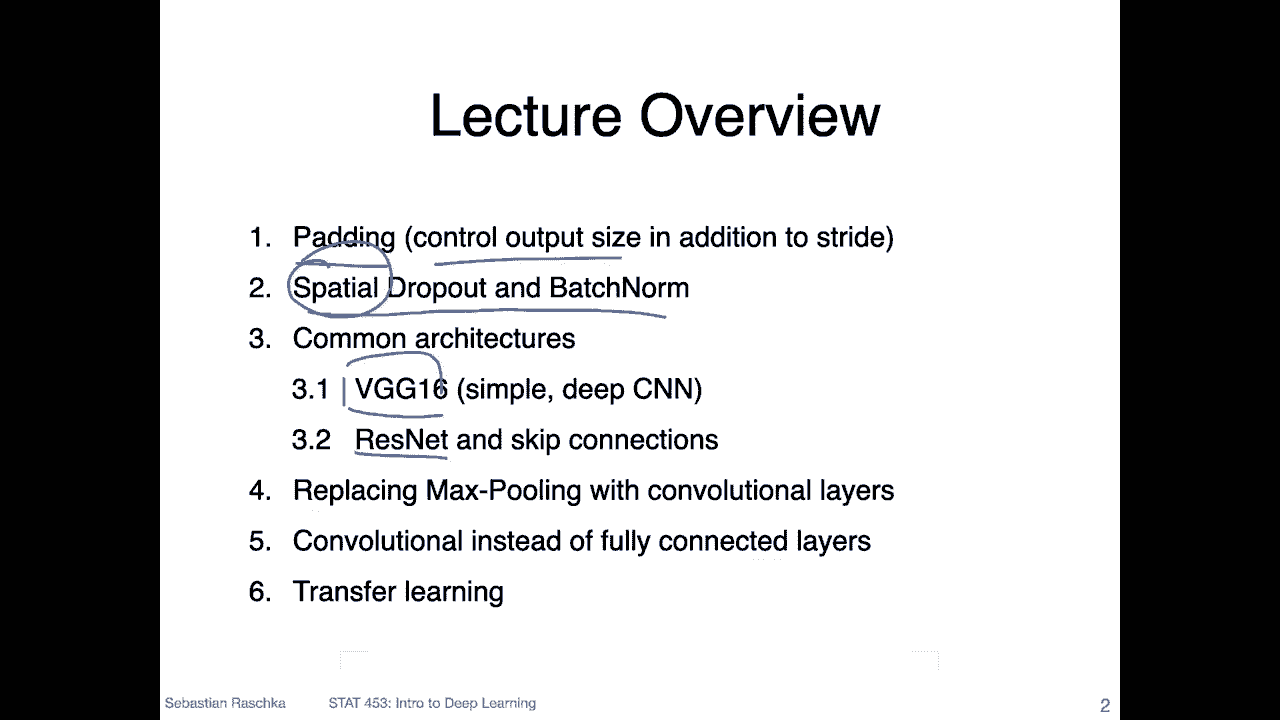 Lecture Overview
1. Padding (control output size in addition to stride)
2. Spatial Dropout and BatchNorm
3. Common architectures
3.1 VGG16 (simple, deep CNN)
3.2 ResNet and skip connections
4. Replacing Max-Pooling with convolutional layers
5. Convolutional instead of fully connected layers
6. Transfer learning
Sebastian Raschka STAT 453: Intro to Deep Learning 2